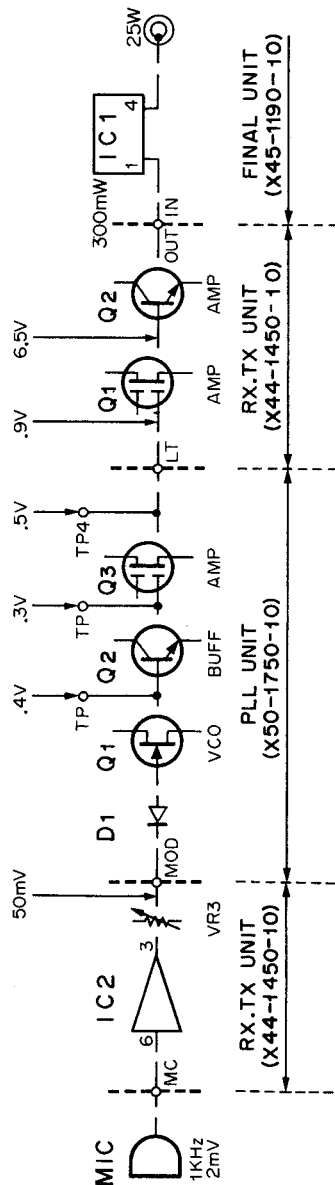 MIC
1KHz
2mV
MC
6
IC2
3
VR3
50mV
MOD
D1
Q1
VCO
.4V
TP
Q2
BUFF
.3V
TP
Q3
AMP
.5V
TP4
LT
.9V
Q1
AMP
6.5V
Q2
AMP
OUT
IN
300mW
IC1
1
4
25W
RX.TX UNIT
(X44-1450-10)
PLL UNIT
(X50-1750-10)
RX.TX UNIT
(X44-1450-10)
FINAL UNIT
(X45-1190-10)